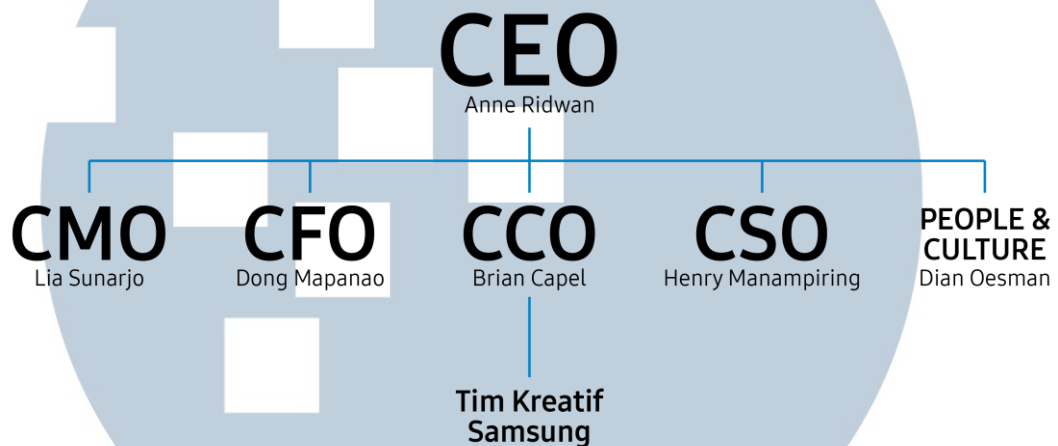 CEO
Anne Ridwan
CMO
Lia Sunarjo
CFO
Dong Mapanao
CCO
Brian Capel
CSO
Henry Manampiring
PEOPLE &
CULTURE
Dian Oesman
Tim Kreatif
Samsung